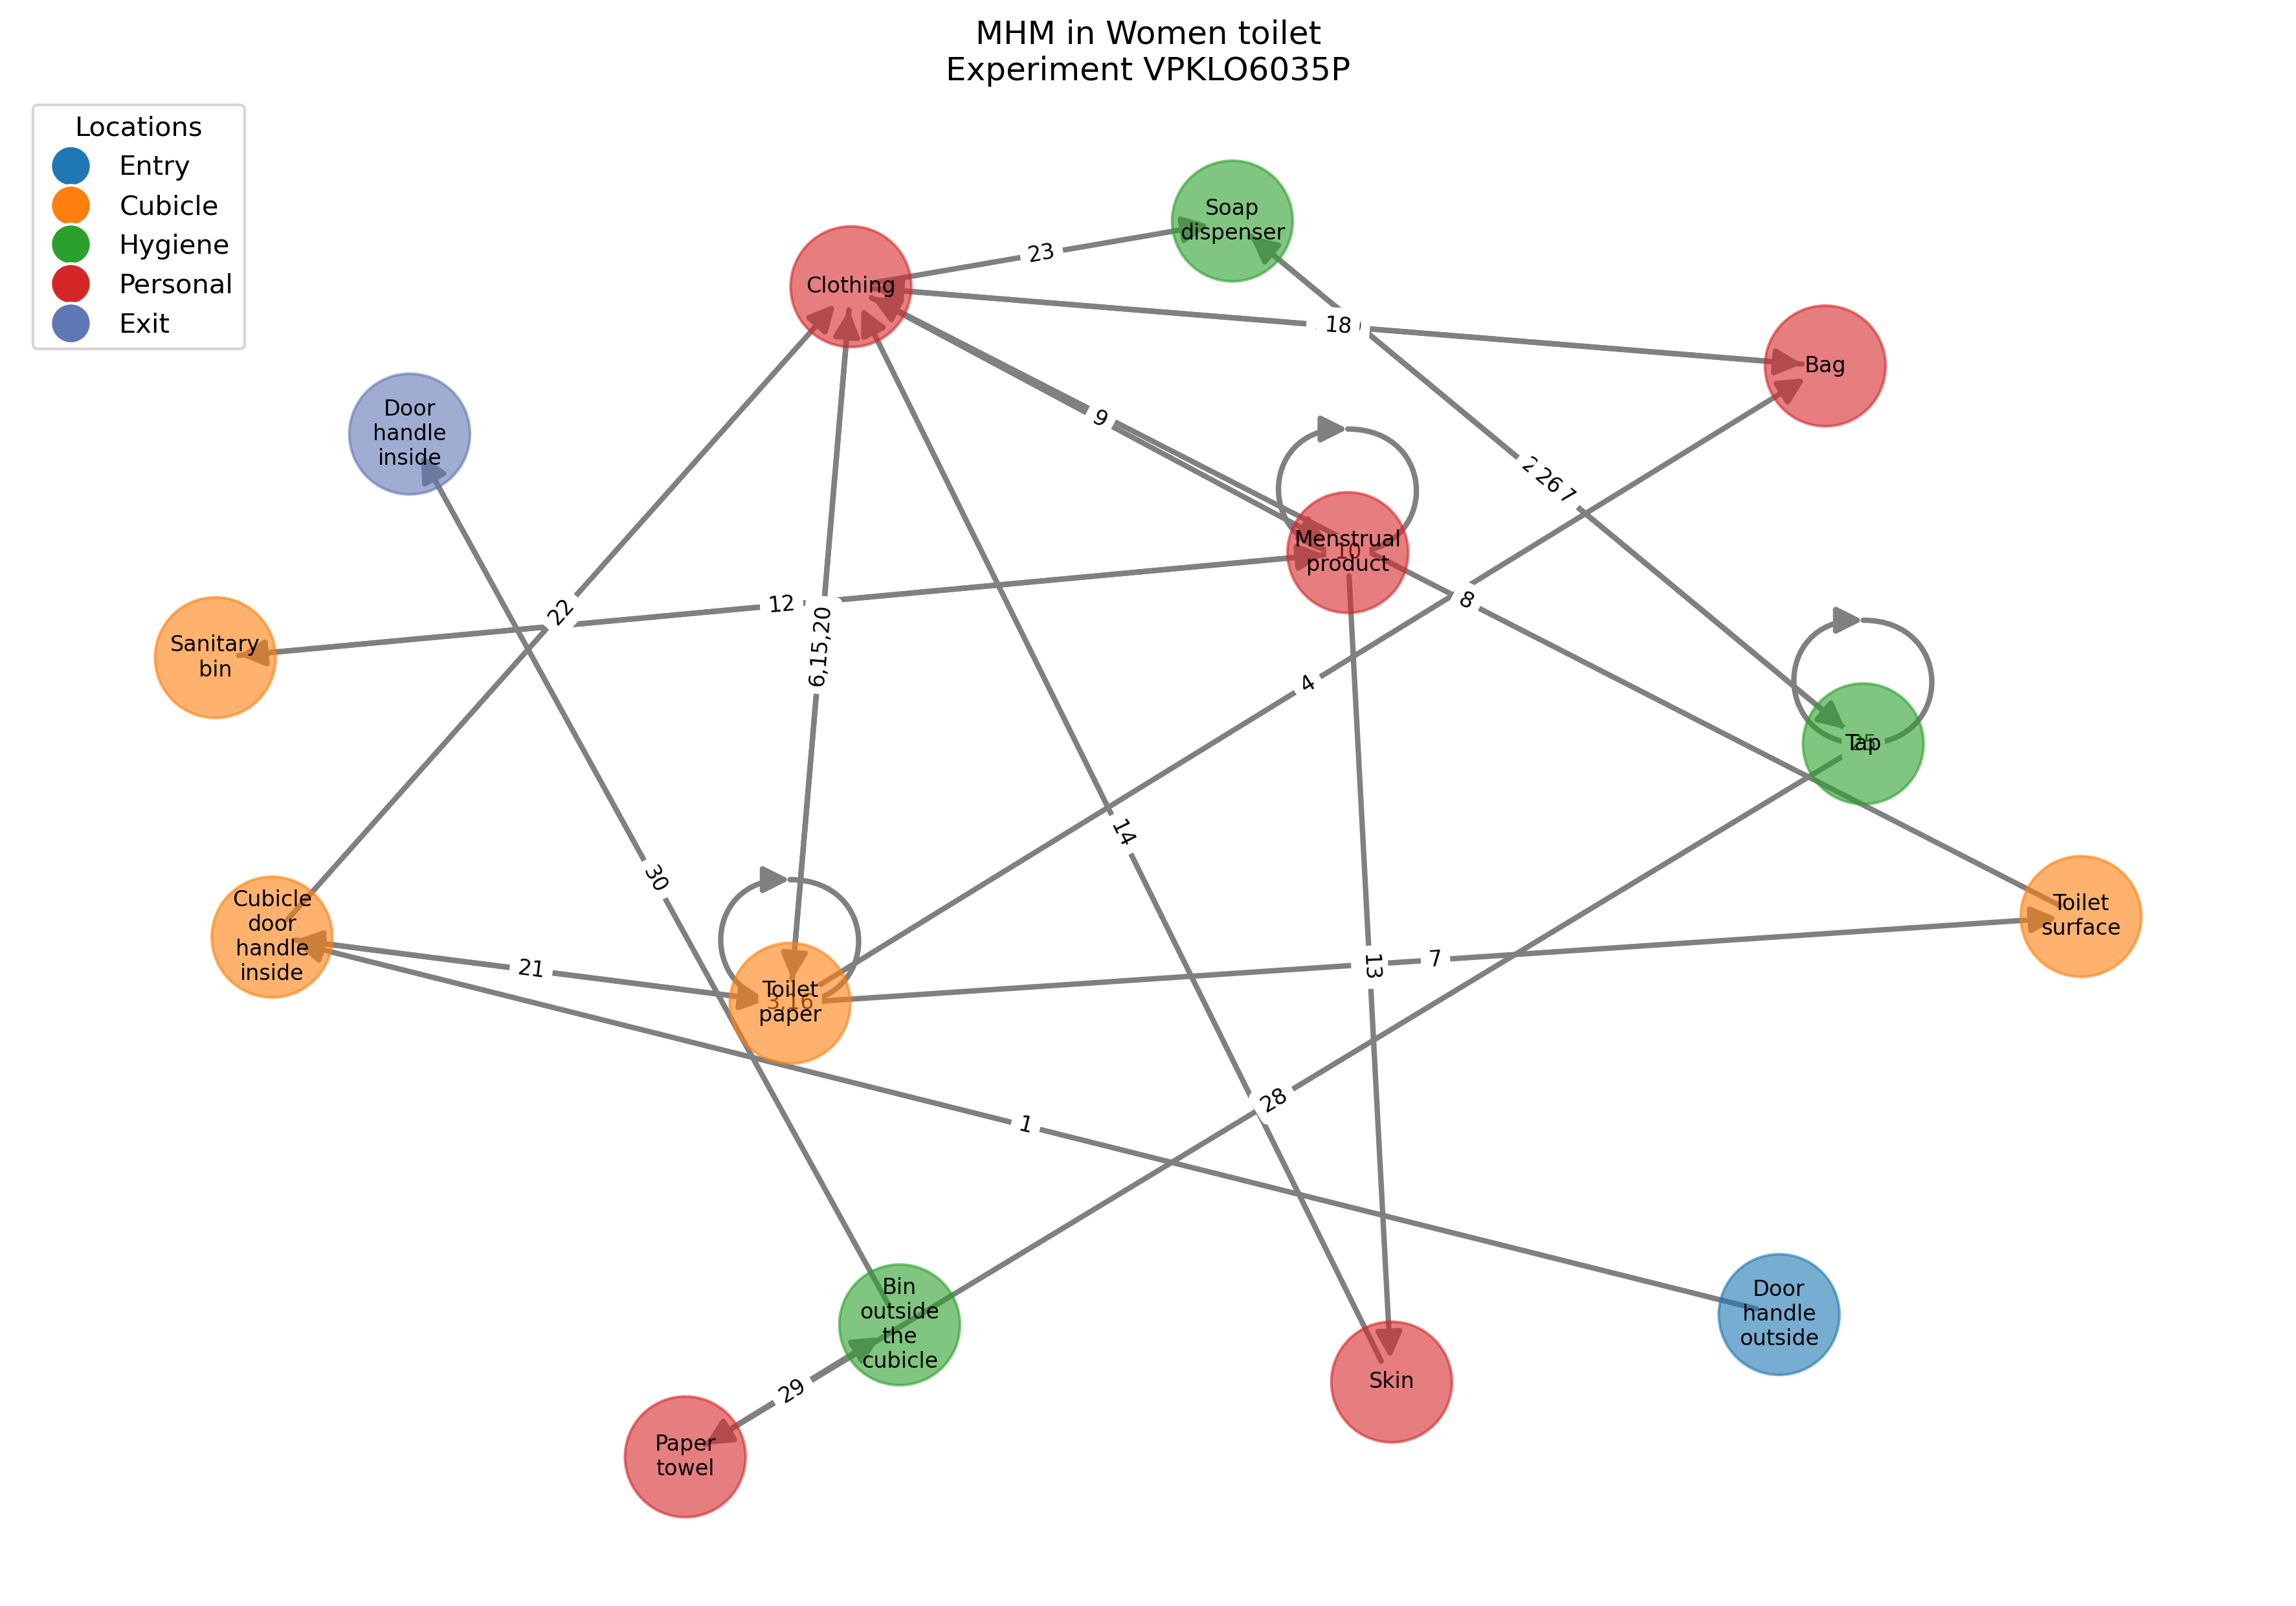 MHM in Women toilet
Experiment VPKLO6035P
Locations
Entry
Cubicle
Hygiene
Personal
Exit
Soap
dispenser
23
Clothing
18
Bag
Door
handle
inside
9
26
Menstrual
product
10
12
22
8
6,15,20
Sanitary
bin
4
Tap
25
14
30
Cubicle
door
handle
inside
Toilet
surface
21
13
7
Toilet
paper
3,16
28
1
Bin
outside
the
cubicle
Door
handle
outside
29
Skin
Paper
towel